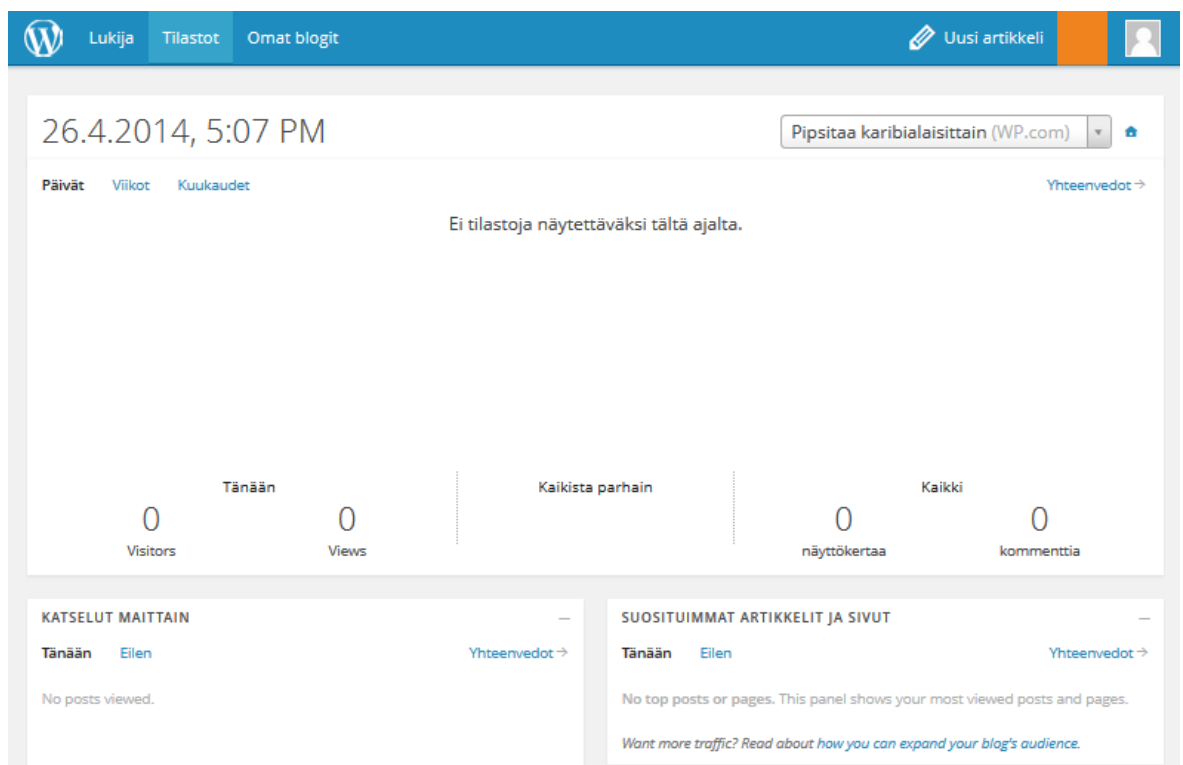 Lukija Tilastot Omat blogit Uusi artikkeli
26.4.2014, 5:07 PM Pipsitaa karibialaisittain (WP.com)
Päivät Viikot Kuukaudet Yhteenvedot →
Ei tilastoja näytettäväksi tältä ajalta.
Tänään Kaikista parhain Kaikki
0 0 0 0
Visitors Views näyttökertaa kommenttia
KATSELUT MAITTAIN –
Tänään Eilen Yhteenvedot →
No posts viewed.
SUOSITUIMMAT ARTIKKELIT JA SIVUT –
Tänään Eilen Yhteenvedot →
No top posts or pages. This panel shows your most viewed posts and pages.
Want more traffic? Read about how you can expand your blog's audience.